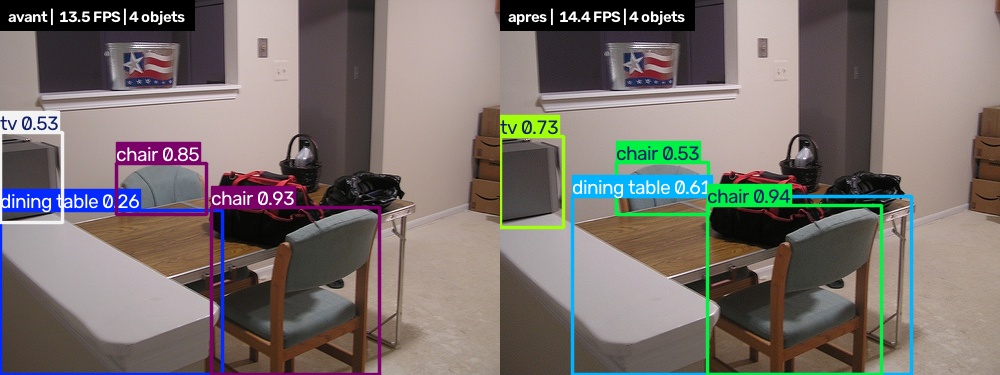 avant | 13.5 FPS | 4 objets
tv 0.53
chair 0.85
dining table 0.26
chair 0.93
apres | 14.4 FPS | 4 objets
tv 0.73
chair 0.53
dining table 0.61
chair 0.94